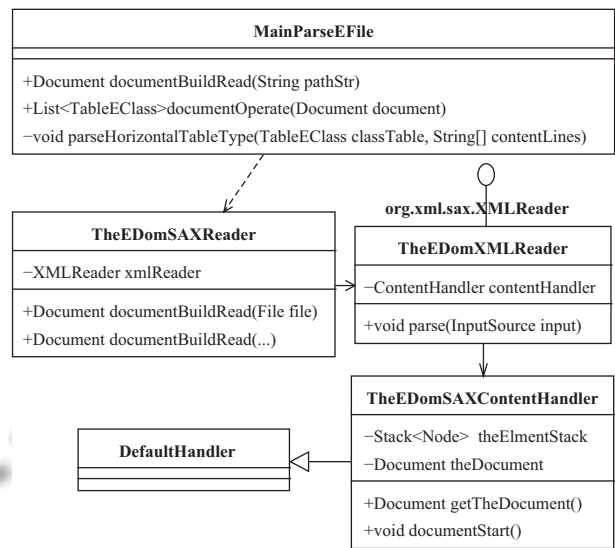 MainParseEFile
+Document documentBuildRead(String pathStr)
+List<TableEClass>documentOperate(Document document)
−void parseHorizontalTableType(TableEClass classTable, String[] contentLines)
org.xml.sax.XMLReader
TheEDomSAXReader
−XMLReader xmlReader
+Document documentBuildRead(File file)
+Document documentBuildRead(...)
TheEDomXMLReader
−ContentHandler contentHandler
+void parse(InputSource input)
TheEDomSAXContentHandler
−Stack<Node> theElmentStack
−Document theDocument
+Document getTheDocument()
+void documentStart()
DefaultHandler